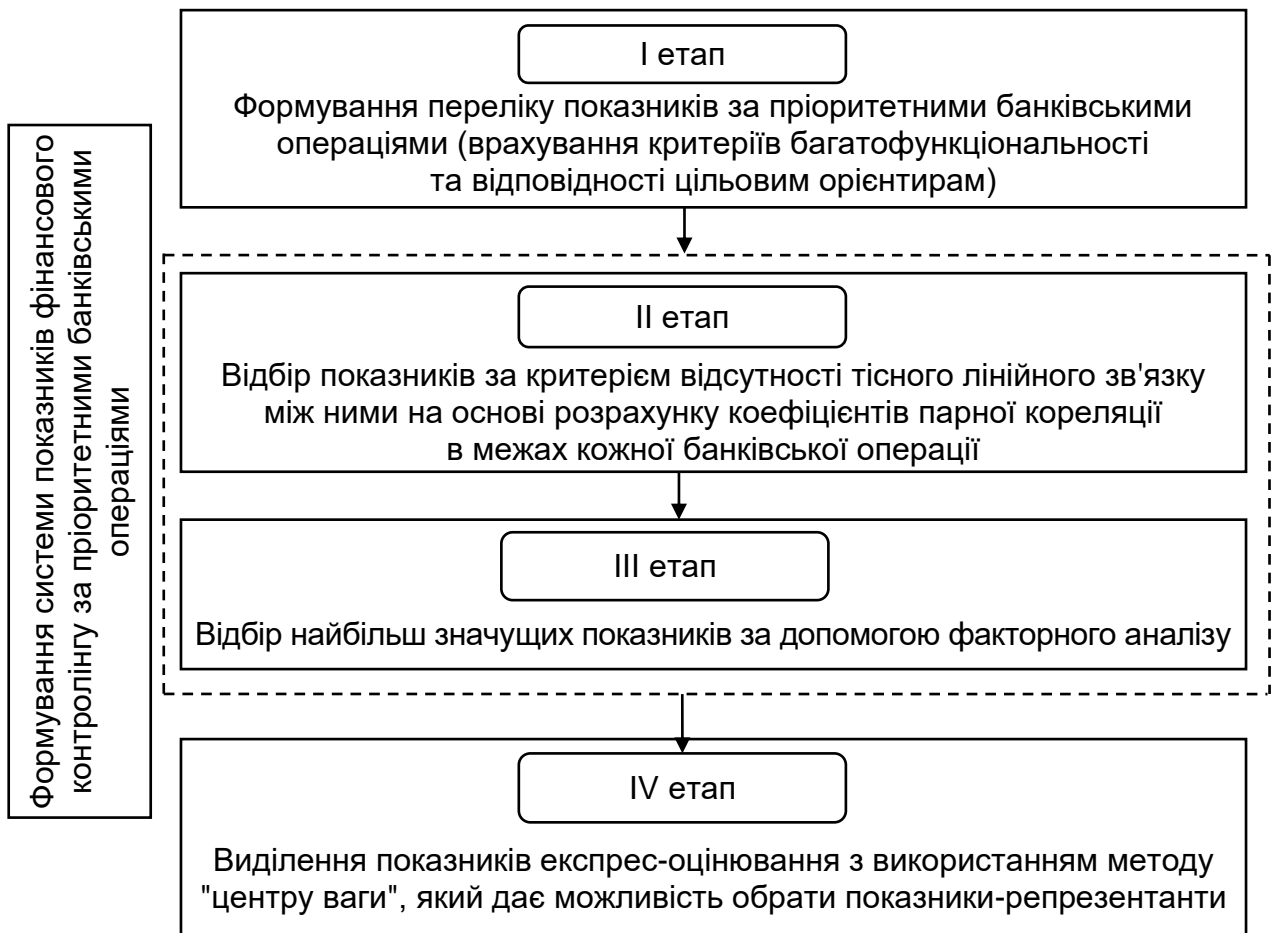 Формування системи показників фінансового
контролінгу за пріоритетними банківськими
операціями
І етап
Формування переліку показників за пріоритетними банківськими
операціями (врахування критеріїв багатофункціональності
та відповідності цільовим орієнтирам)
ІІ етап
Відбір показників за критерієм відсутності тісного лінійного зв'язку
між ними на основі розрахунку коефіцієнтів парної кореляції
в межах кожної банківської операції
ІІІ етап
Відбір найбільш значущих показників за допомогою факторного аналізу
IV етап
Виділення показників експрес-оцінювання з використанням методу
"центру ваги", який дає можливість обрати показники-репрезентанти